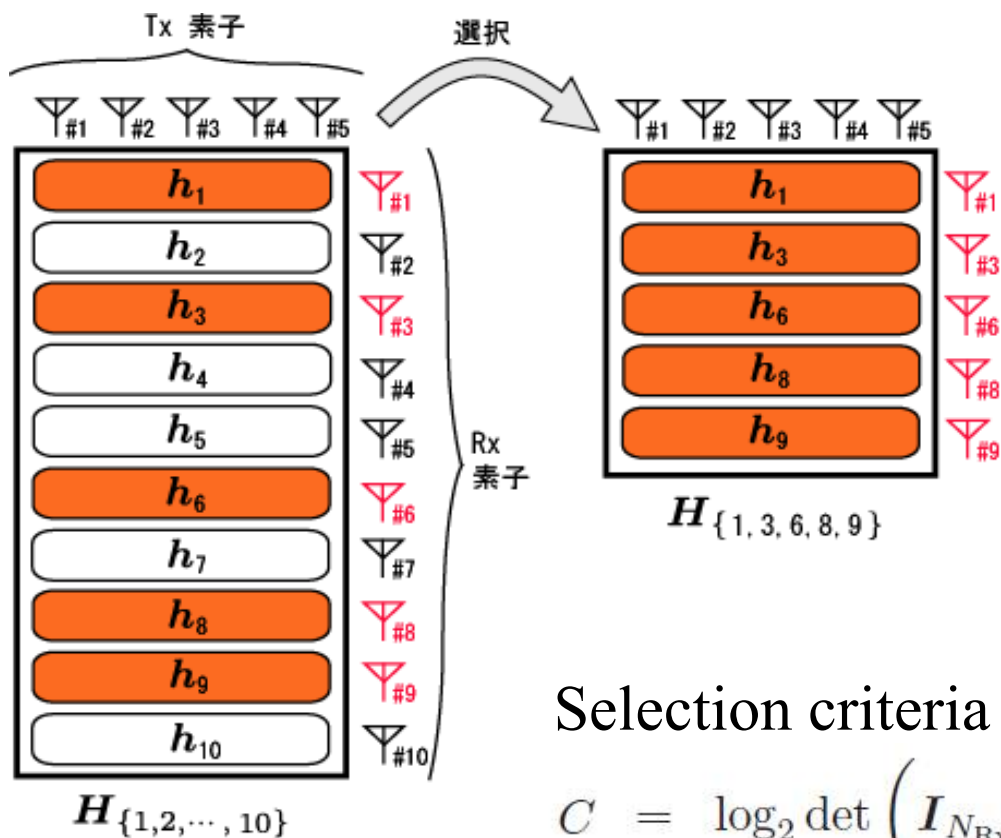 Tx 素子
選択
#1 #2 #3 #4 #5
h1 #1
h2 #2
h3 #3
h4 #4
h5 #5
h6 #6
h7 #7
h8 #8
h9 #9
h10 #10
Rx
素子
H{1,2,⋯, 10}
#1 #2 #3 #4 #5
h1 #1
h3 #3
h6 #6
h8 #8
h9 #9
H{1, 3, 6, 8, 9}
Selection criteria
C = log2 det ( I N